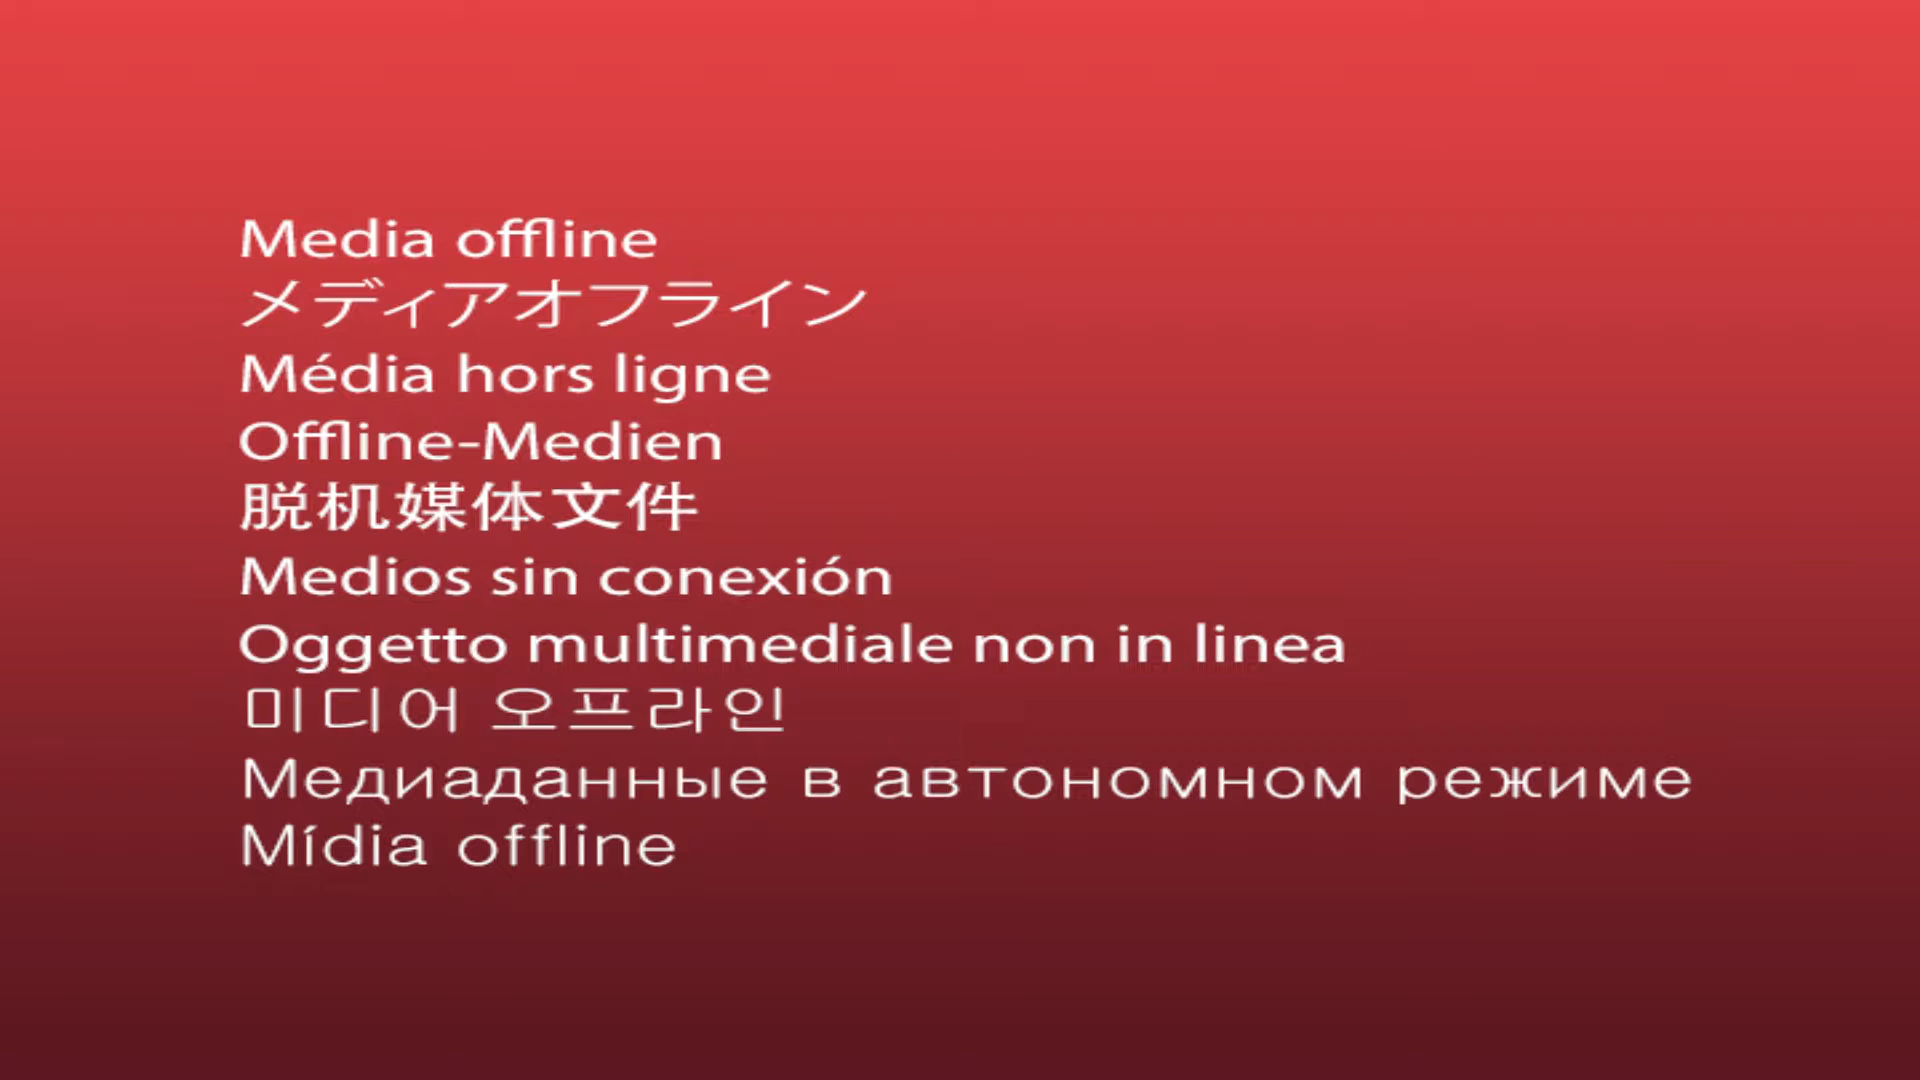 Media offline
メディアオフライン
Média hors ligne
Offline-Medien
脱机媒体文件
Medios sin conexión
Oggetto multimediale non in linea
미디어 오프라인
Медиаданные в автономном режиме
Mídia offline